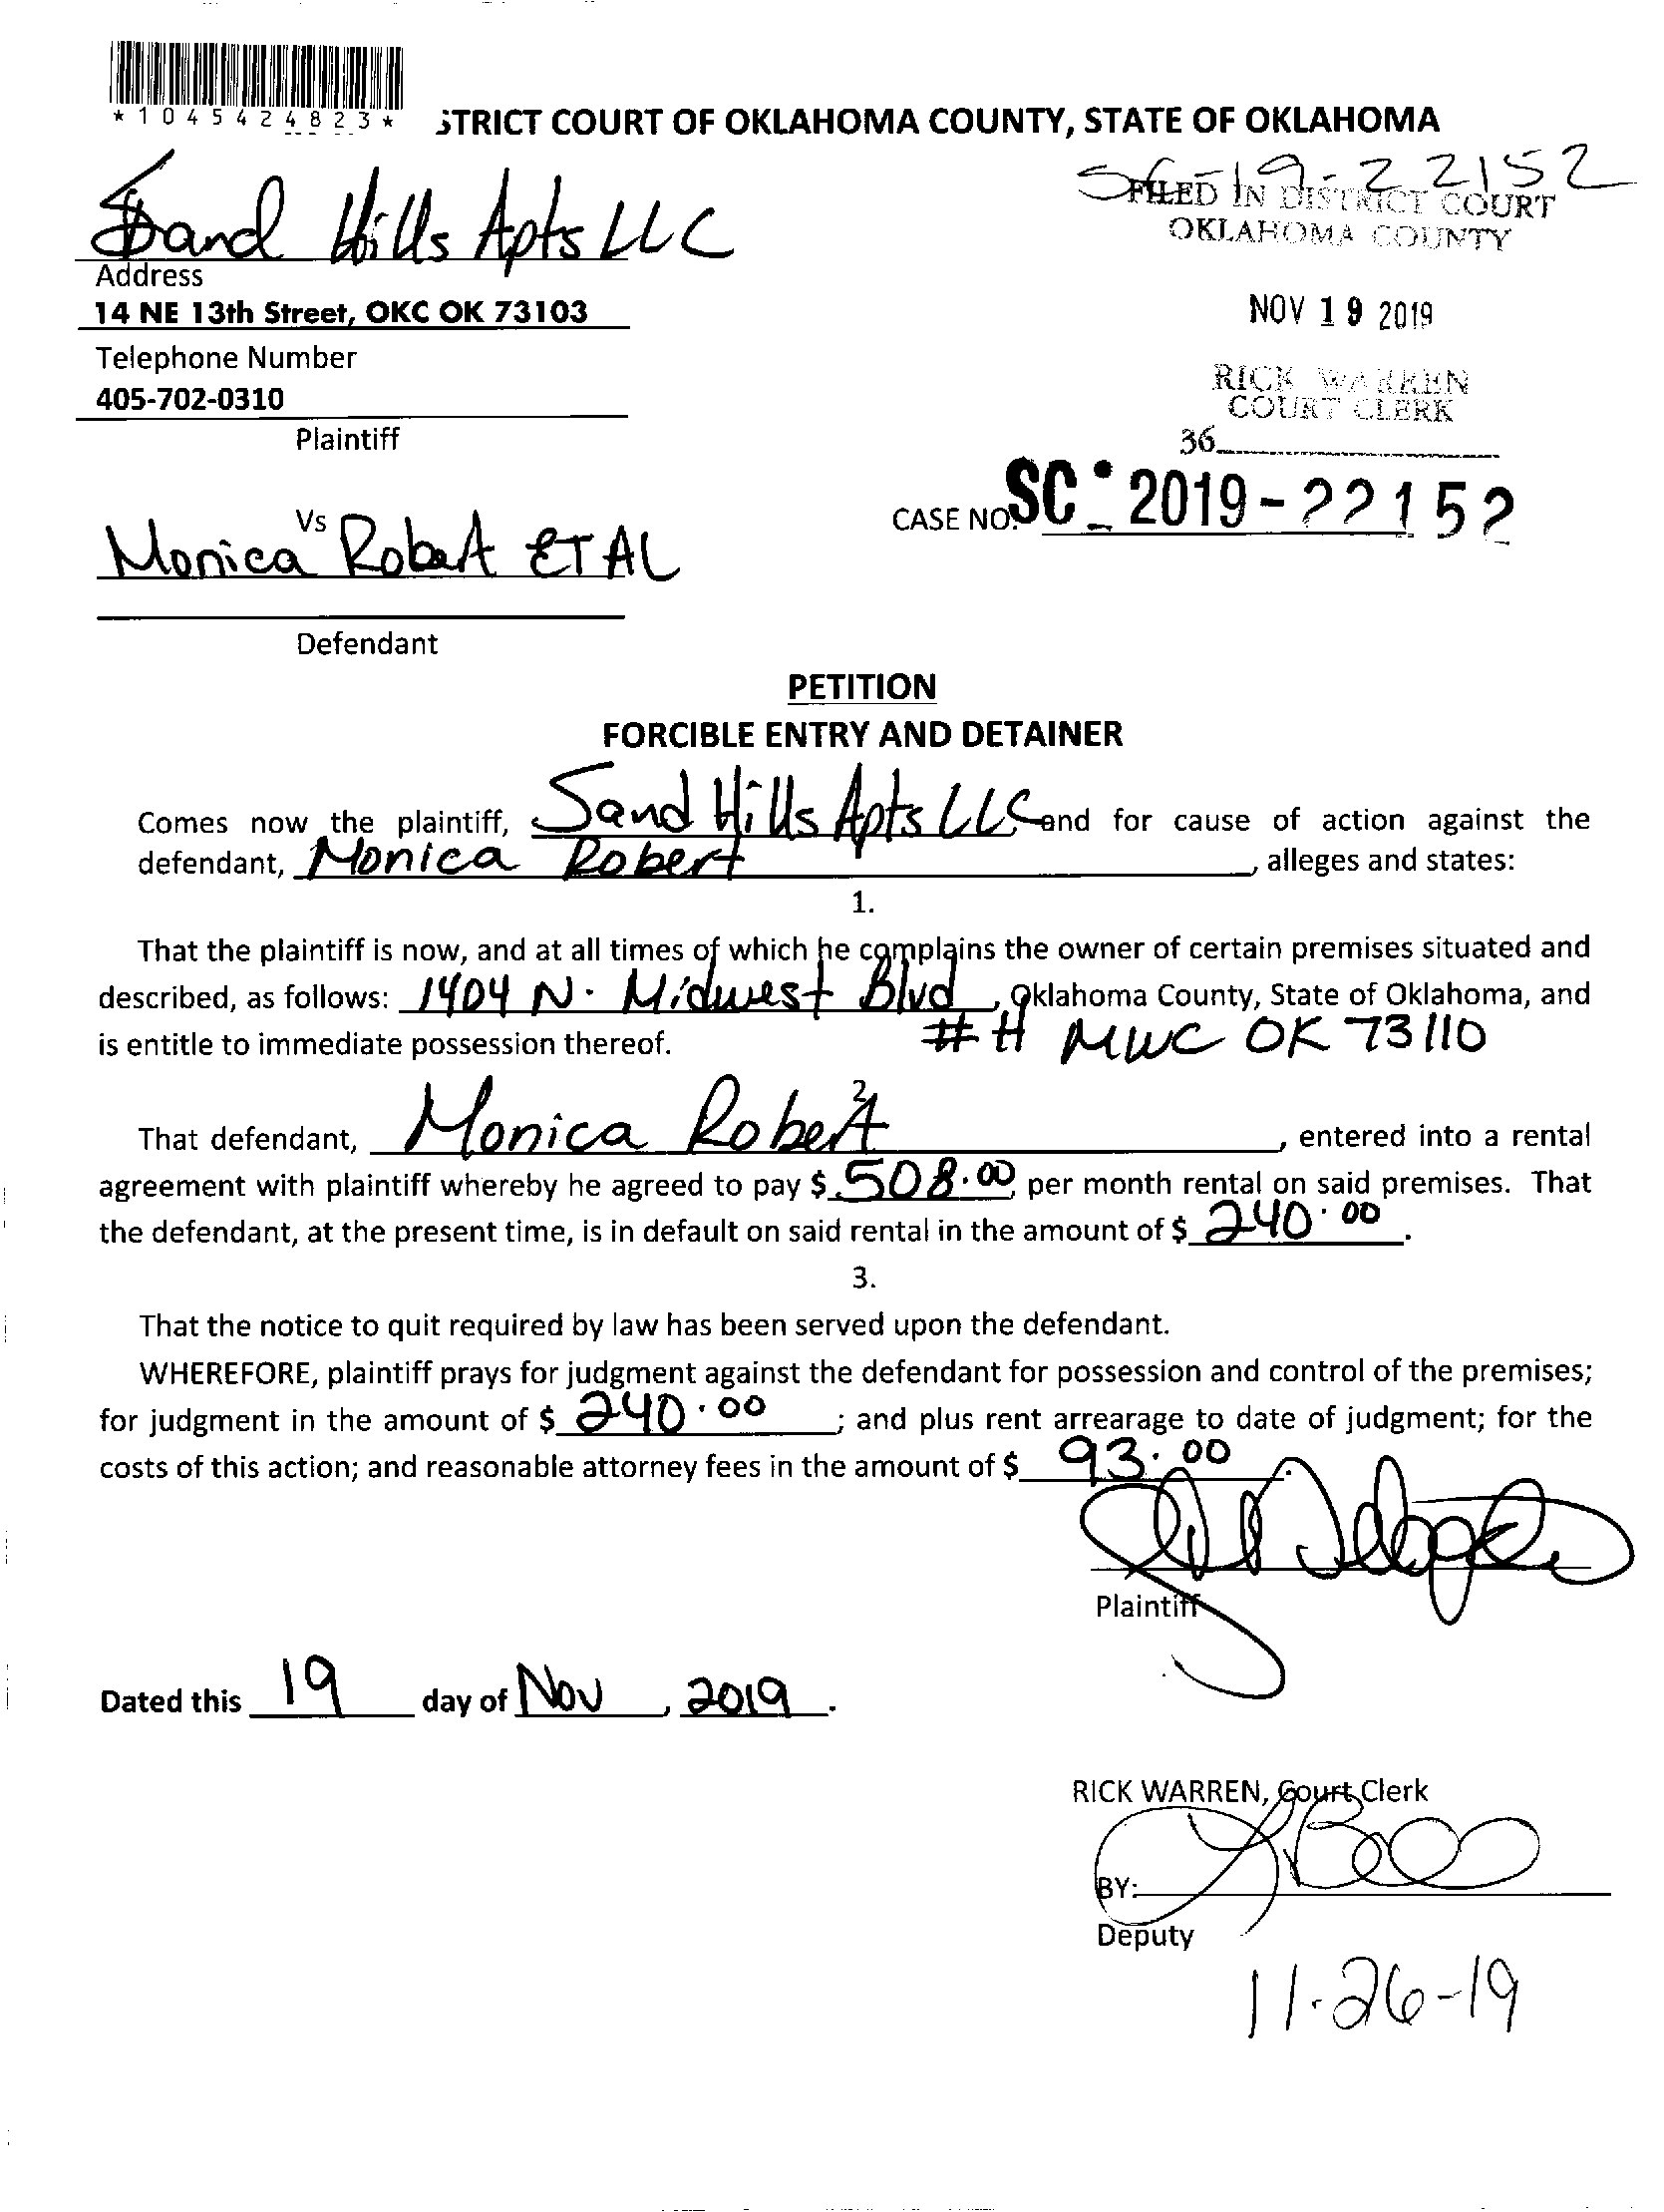 *1045424823*
STRICT COURT OF OKLAHOMA COUNTY, STATE OF OKLAHOMA
SC-19-22152
Sand Hills Apts LLC
FILED IN DISTRICT COURT
OKLAHOMA COUNTY
Address
14 NE 13th Street, OKC OK 73103
NOV 19 2019
Telephone Number
405-702-0310
RICK WARREN
COURT CLERK
Plaintiff
36
CASE NO. SC - 2019 - 22152
Vs
Monica Robert ET AL
Defendant
PETITION
FORCIBLE ENTRY AND DETAINER
Comes now the plaintiff, Sand Hills Apts LLC and for cause of action against the
defendant, Monica Robert, alleges and states:
1.
That the plaintiff is now, and at all times of which he complains the owner of certain premises situated and
described, as follows: 1404 N. Midwest Blvd, Oklahoma County, State of Oklahoma, and
is entitle to immediate possession thereof. # H MWC OK 73110
2.
That defendant, Monica Robert, entered into a rental
agreement with plaintiff whereby he agreed to pay $ 508.00 per month rental on said premises. That
the defendant, at the present time, is in default on said rental in the amount of $ 240.00.
3.
That the notice to quit required by law has been served upon the defendant.
WHEREFORE, plaintiff prays for judgment against the defendant for possession and control of the premises;
for judgment in the amount of $ 240.00; and plus rent arrearage to date of judgment; for the
costs of this action; and reasonable attorney fees in the amount of $ 93.00.
Plaintiff
Dated this 19 day of Nov, 2019.
RICK WARREN, Court Clerk
BY:
Deputy
11-26-19